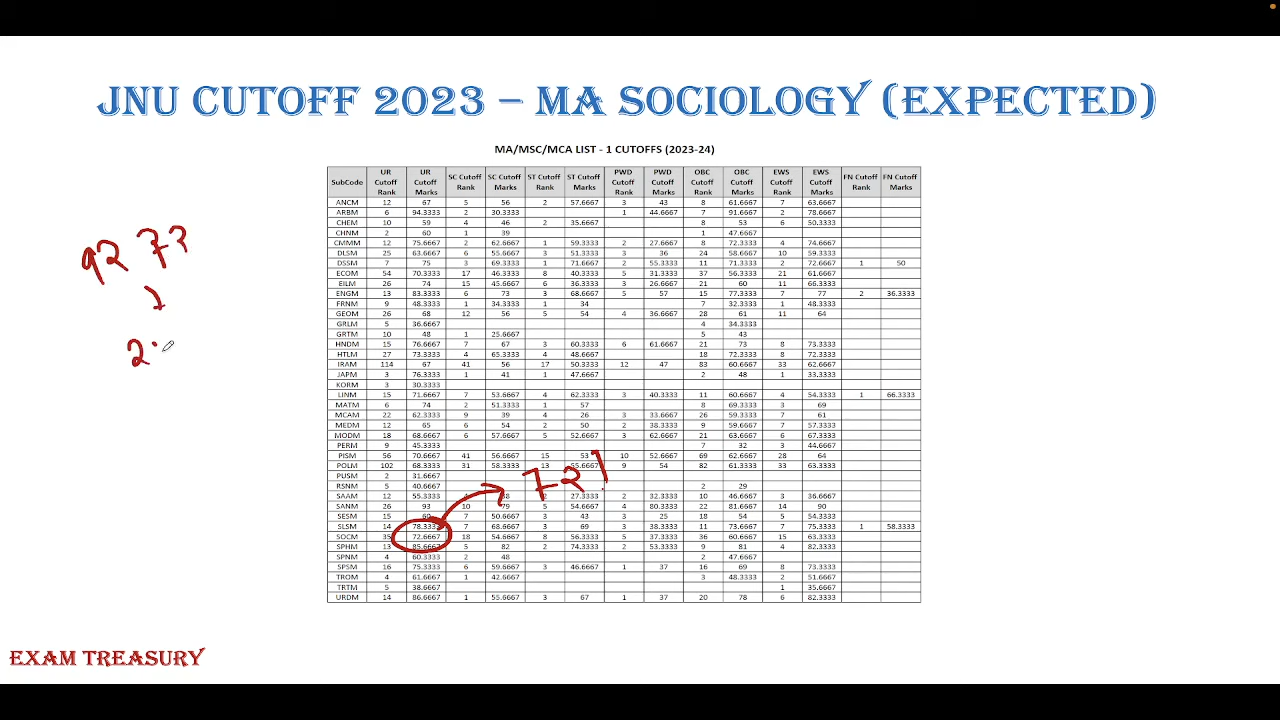 JNU CUTOFF 2023 – MA SOCIOLOGY (EXPECTED)
MA/MSC/MCA LIST - 1 CUTOFFS (2023-24)
SubCode UR Cutoff Rank UR Cutoff Marks SC Cutoff Rank SC Cutoff Marks ST Cutoff Rank ST Cutoff Marks PWD Cutoff Rank PWD Cutoff Marks OBC Cutoff Rank OBC Cutoff Marks EWS Cutoff Rank EWS Cutoff Marks FN Cutoff Rank FN Cutoff Marks
ANCM 12 67 5 56 2 57.6667 3 43 8 61.6667 7 63.6667
ARBM 6 94.3333 2 30.3333 1 44.6667 7 91.6667 2 78.6667
CHEM 10 59 4 46 2 35.6667 8 53 6 50.3333
CHNM 2 60 1 39 1 47.6667
CMMM 12 75.6667 2 62.6667 1 59.3333 2 27.6667 8 72.3333 4 74.6667
DLSM 25 63.6667 6 55.6667 3 51.3333 3 36 24 58.6667 10 59.3333
DSSM 7 75 3 69.3333 1 71.6667 2 55.3333 11 71.3333 2 72.6667 1 50
ECOM 54 70.3333 17 46.3333 8 40.3333 5 31.3333 37 56.3333 21 61.6667
EILM 26 74 15 45.6667 6 36.3333 3 26.6667 21 60 11 66.3333
ENGM 13 83.3333 6 73 3 68.6667 5 57 15 77.3333 7 77 2 36.3333
FRNM 9 48.3333 1 34.3333 1 34 7 32.3333 1 48.3333
GEOM 26 68 12 56 5 54 4 36.6667 28 61 11 64
GRLM 5 36.6667 4 34.3333
GRTM 10 48 1 25.6667 5 43
HNDM 15 76.6667 7 67 3 60.3333 6 61.6667 21 73 8 73.3333
HTLM 27 73.3333 4 65.3333 4 48.6667 18 72.3333 8 72.3333
IRAM 114 67 41 56 17 50.3333 12 47 83 60.6667 33 62.6667
JAPM 3 76.3333 1 41 1 47.6667 2 48 1 33.3333
KORM 3 30.3333
LINM 15 71.6667 7 53.6667 4 62.3333 3 40.3333 11 60.6667 4 54.3333 1 66.3333
MATM 6 74 2 51.3333 1 57 8 69.3333 3 69
MCAM 22 62.3333 9 39 4 26 3 33.6667 26 59.3333 7 61
MEDM 12 65 6 54 2 50 2 38.3333 9 59.6667 7 57.3333
MODM 18 68.6667 6 57.6667 5 52.6667 3 62.6667 21 63.6667 6 67.3333
PERM 9 45.3333 7 32 3 44.6667
PISM 56 70.6667 41 56.6667 15 53 10 52.6667 69 62.6667 28 64
POLM 102 68.3333 31 58.3333 13 55.6667 9 54 82 61.3333 33 63.3333
PUSM 2 31.6667
RSNM 5 40.6667 2 29
SAAM 12 55.3333 2 27.3333 2 32.3333 10 46.6667 3 36.6667
SANM 26 93 10 79 5 54.6667 4 80.3333 22 81.6667 14 90
SESM 15 60 7 50.6667 3 43 3 25 18 54 5 54.3333
SLSM 14 78.3333 7 68.6667 3 69 3 38.3333 11 73.6667 7 75.3333 1 58.3333
SOCM 35 72.6667 18 54.6667 8 56.3333 5 37.3333 36 60.6667 15 63.3333
SPHM 13 85.6667 5 82 2 74.3333 2 53.3333 9 81 4 82.3333
SPNM 4 60.3333 2 48 2 47.6667
SPSM 16 75.3333 6 59.6667 3 46.6667 1 37 16 69 8 73.3333
TROM 4 61.6667 1 42.6667 3 48.3333 2 51.6667
TRTM 5 38.6667 1 35.6667
URDM 14 86.6667 1 55.6667 3 67 1 37 20 78 6 82.3333
EXAM TREASURY